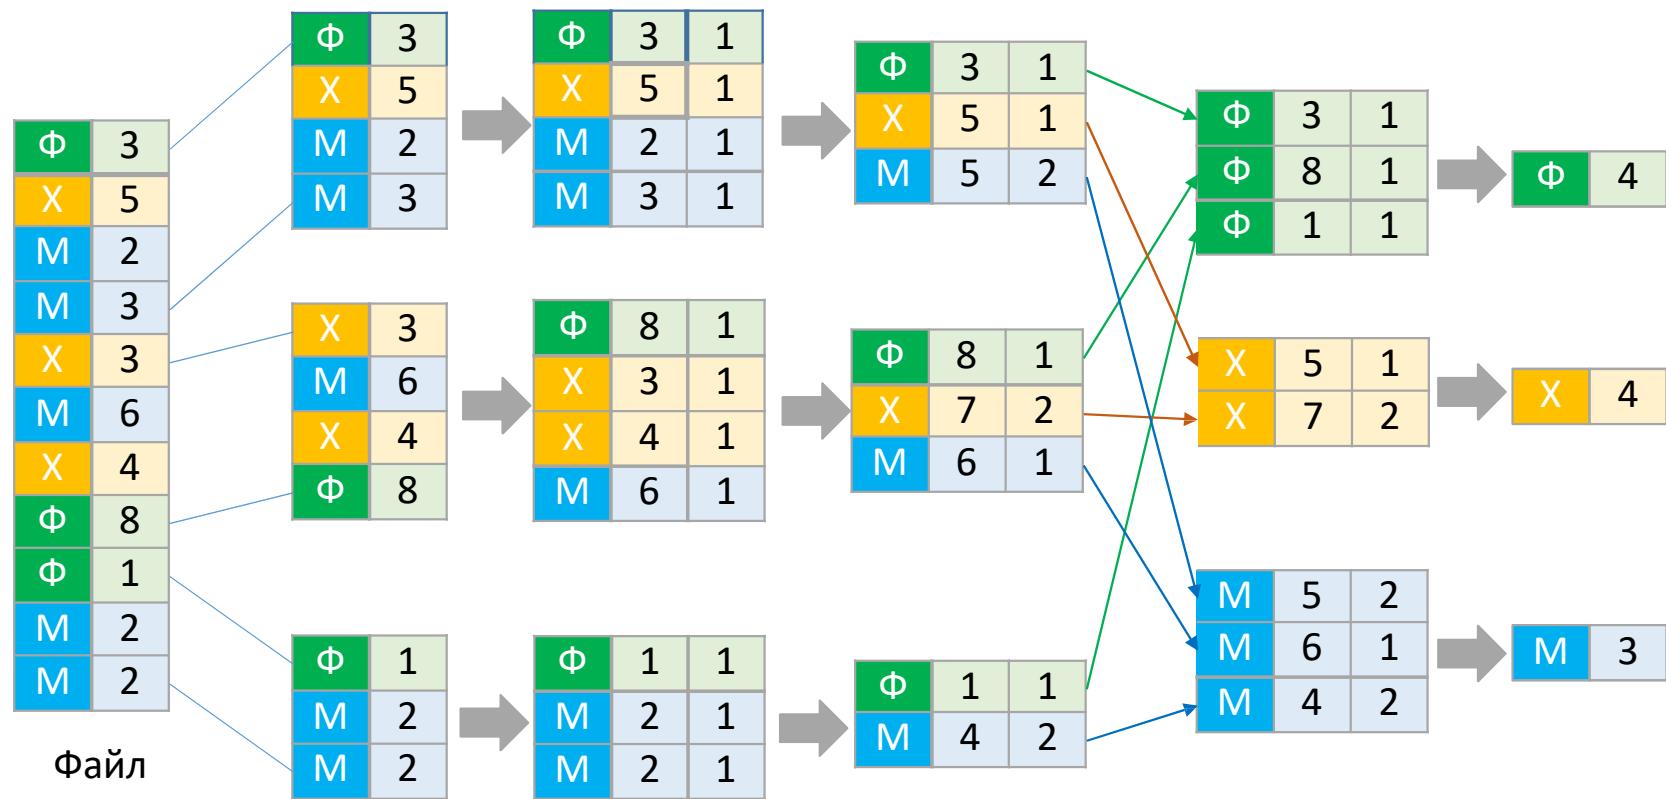 Ф 3
Х 5
М 2
М 3
Х 3
М 6
Х 4
Ф 8
Ф 1
М 2
М 2
Файл
Ф 3
Х 5
М 2
М 3
Х 3
М 6
Х 4
Ф 8
Ф 1
М 2
М 2
Ф 3 1
Х 5 1
М 2 1
М 3 1
Ф 8 1
Х 3 1
Х 4 1
М 6 1
Ф 1 1
М 2 1
М 2 1
Ф 3 1
Х 5 1
М 5 2
Ф 8 1
Х 7 2
М 6 1
Ф 1 1
М 4 2
Ф 3 1
Ф 8 1
Ф 1 1
Х 5 1
Х 7 2
М 5 2
М 6 1
М 4 2
Ф 4
Х 4
М 3